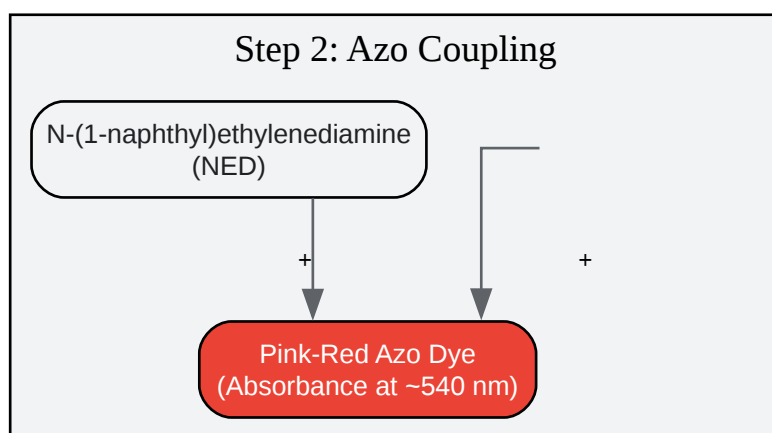 Step 2: Azo Coupling
N-(1-naphthyl)ethylenediamine
(NED)
+ +
Pink-Red Azo Dye
(Absorbance at ~540 nm)